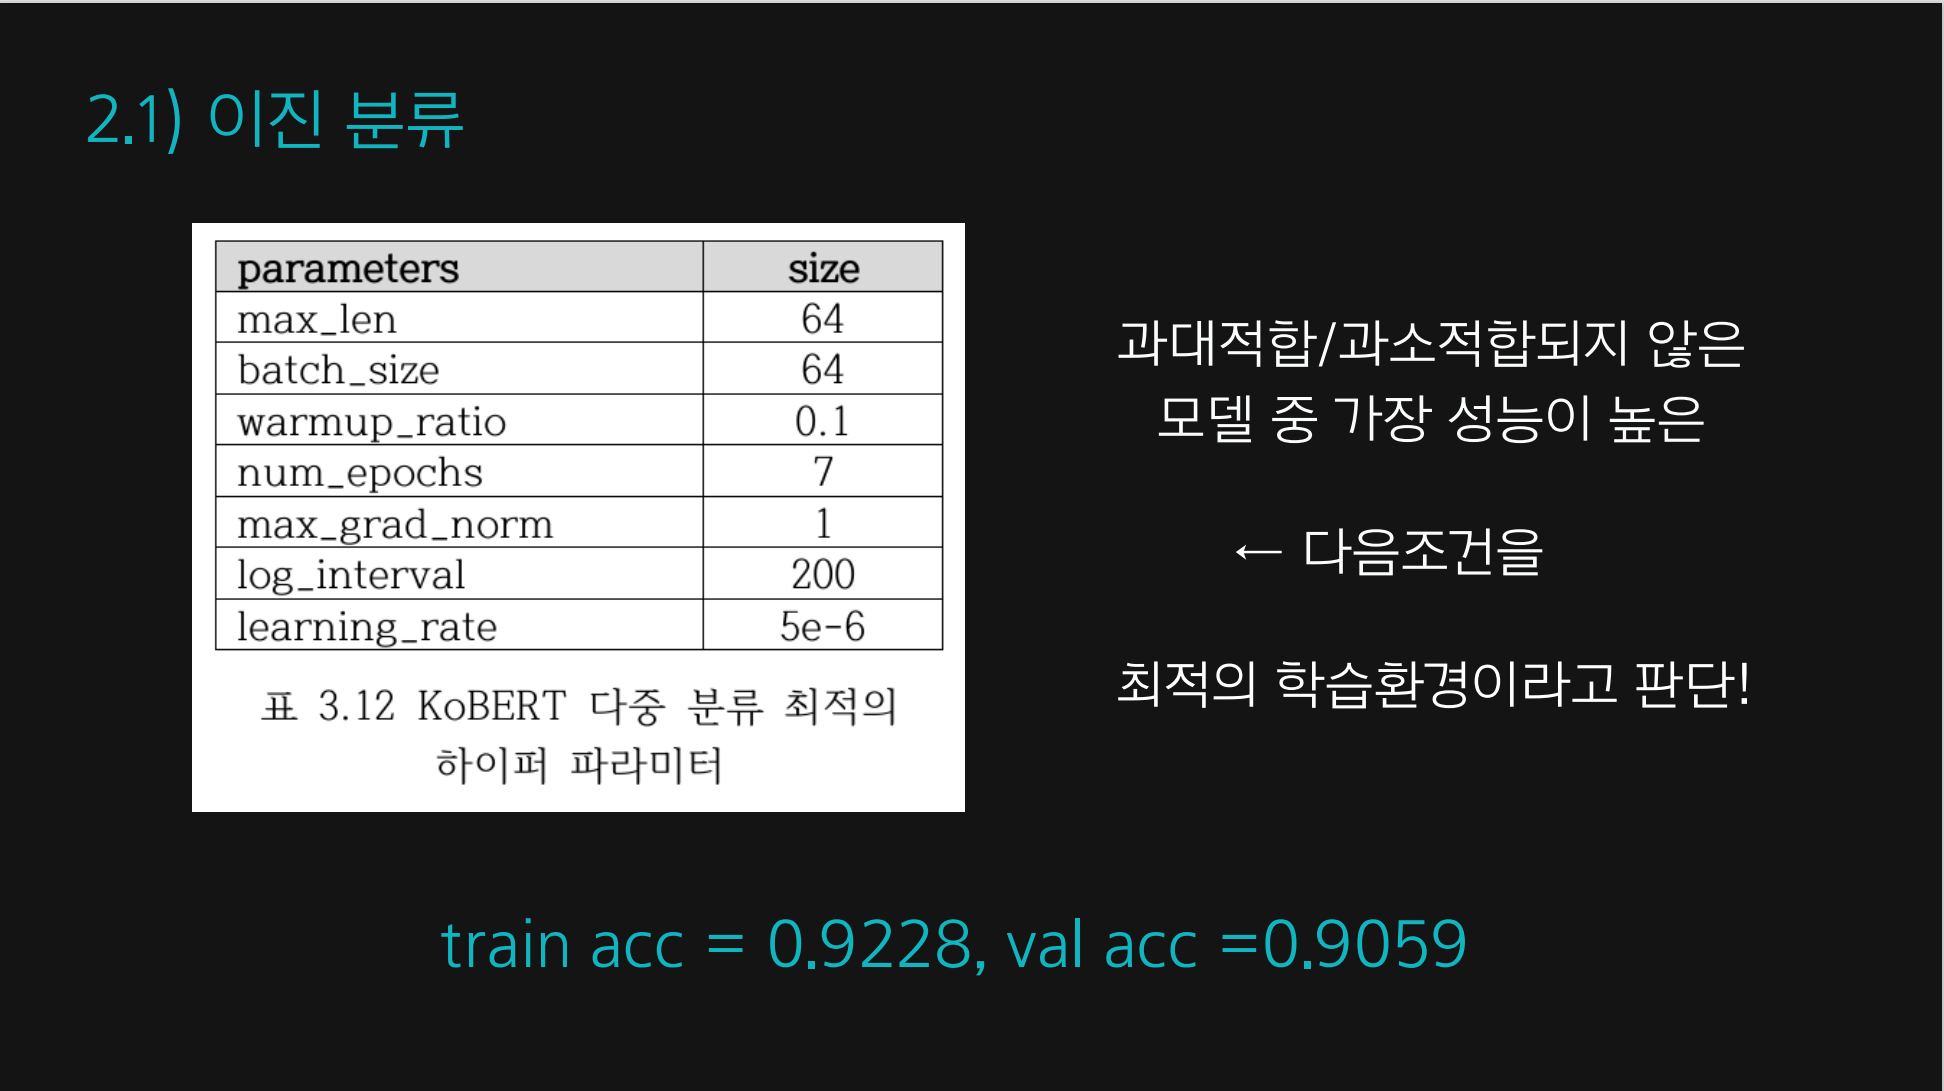 2.1) 이진 분류
parameters size
max_len 64
batch_size 64
warmup_ratio 0.1
num_epochs 7
max_grad_norm 1
log_interval 200
learning_rate 5e-6
표 3.12 KoBERT 다중 분류 최적의
하이퍼 파라미터
과대적합/과소적합되지 않은
모델 중 가장 성능이 높은
← 다음조건을
최적의 학습환경이라고 판단!
train acc = 0.9228, val acc =0.9059